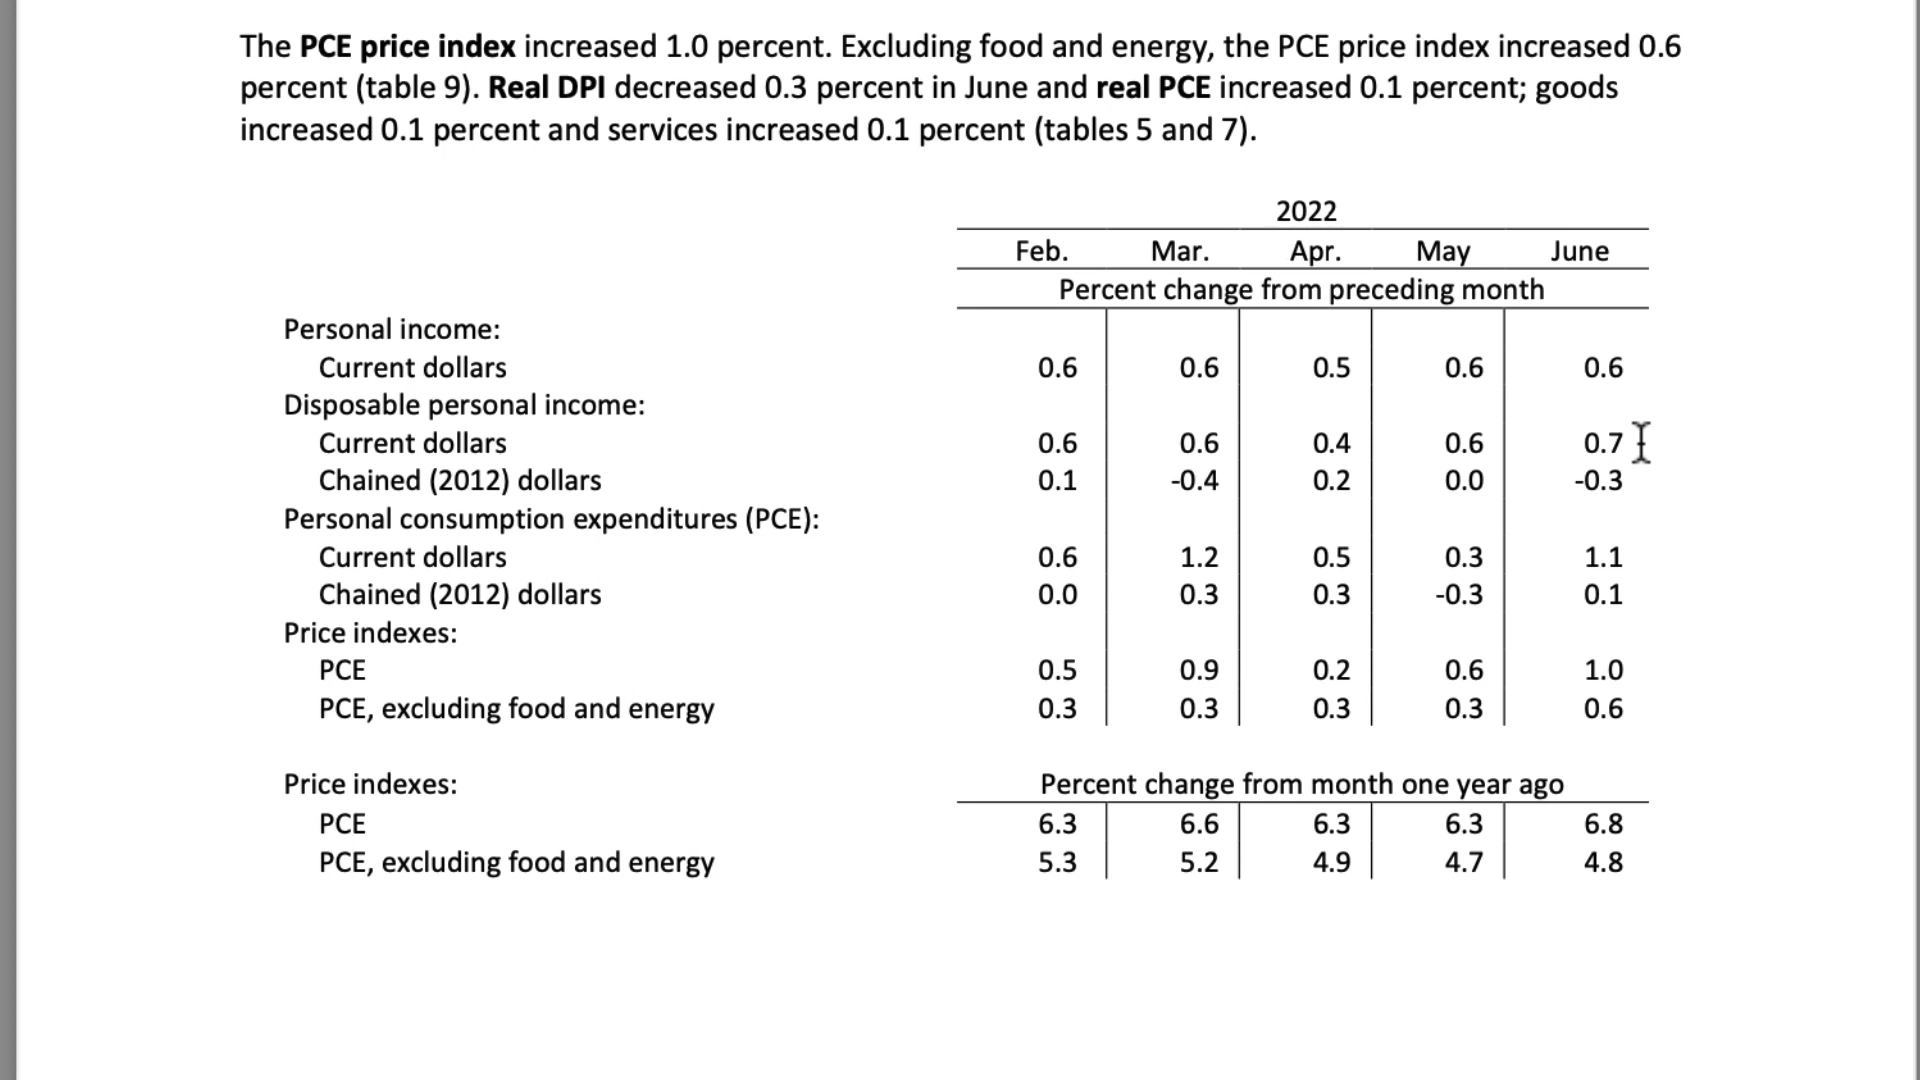 The PCE price index increased 1.0 percent. Excluding food and energy, the PCE price index increased 0.6
percent (table 9). Real DPI decreased 0.3 percent in June and real PCE increased 0.1 percent; goods
increased 0.1 percent and services increased 0.1 percent (tables 5 and 7).
2022
Feb. Mar. Apr. May June
Percent change from preceding month
Personal income:
Current dollars 0.6 0.6 0.5 0.6 0.6
Disposable personal income:
Current dollars 0.6 0.6 0.4 0.6 0.7
Chained (2012) dollars 0.1 -0.4 0.2 0.0 -0.3
Personal consumption expenditures (PCE):
Current dollars 0.6 1.2 0.5 0.3 1.1
Chained (2012) dollars 0.0 0.3 0.3 -0.3 0.1
Price indexes:
PCE 0.5 0.9 0.2 0.6 1.0
PCE, excluding food and energy 0.3 0.3 0.3 0.3 0.6
Price indexes: Percent change from month one year ago
PCE 6.3 6.6 6.3 6.3 6.8
PCE, excluding food and energy 5.3 5.2 4.9 4.7 4.8